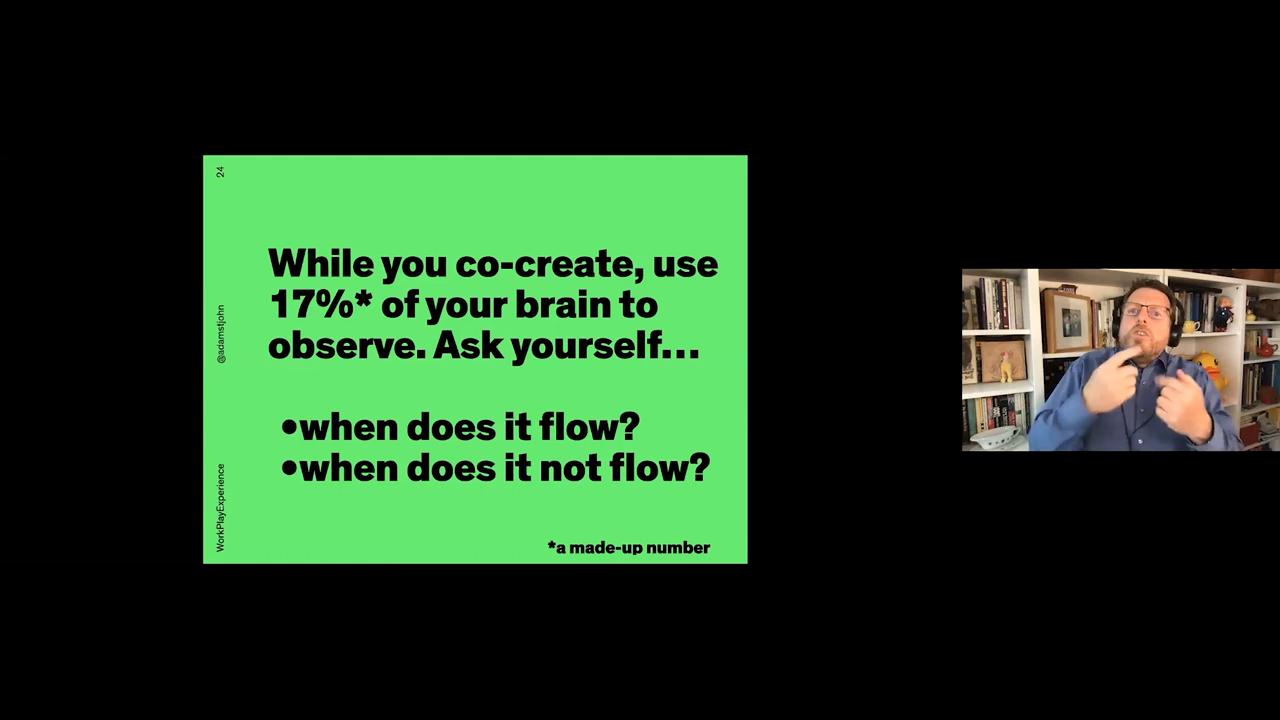 24
@adamstjohn
WorkPlayExperience
While you co-create, use
17%* of your brain to
observe. Ask yourself...
•when does it flow?
•when does it not flow?
*a made-up number